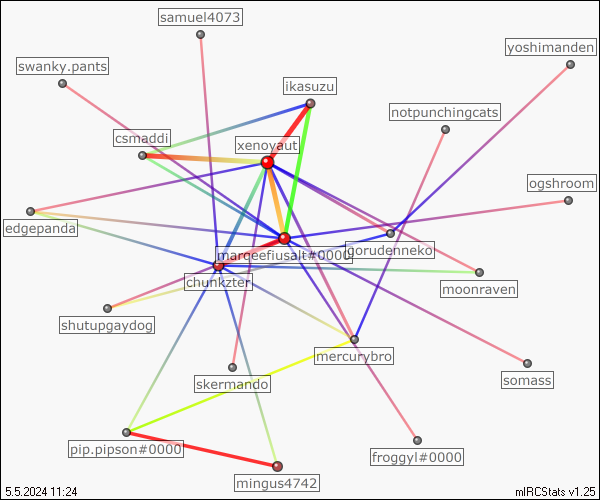 samuel4073
yoshimanden
swanky.pants
ikasuzu
notpunchingcats
csmaddi
xenoyaut
ogshroom
edgepanda
gorudenneko
marqeefiusalt#0000
chunkzter
moonraven
shutupgaydog
mercurybro
skermando
somass
pip.pipson#0000
froggyl#0000
mingus4742
5.5.2024 11:24
mIRCStats v1.25